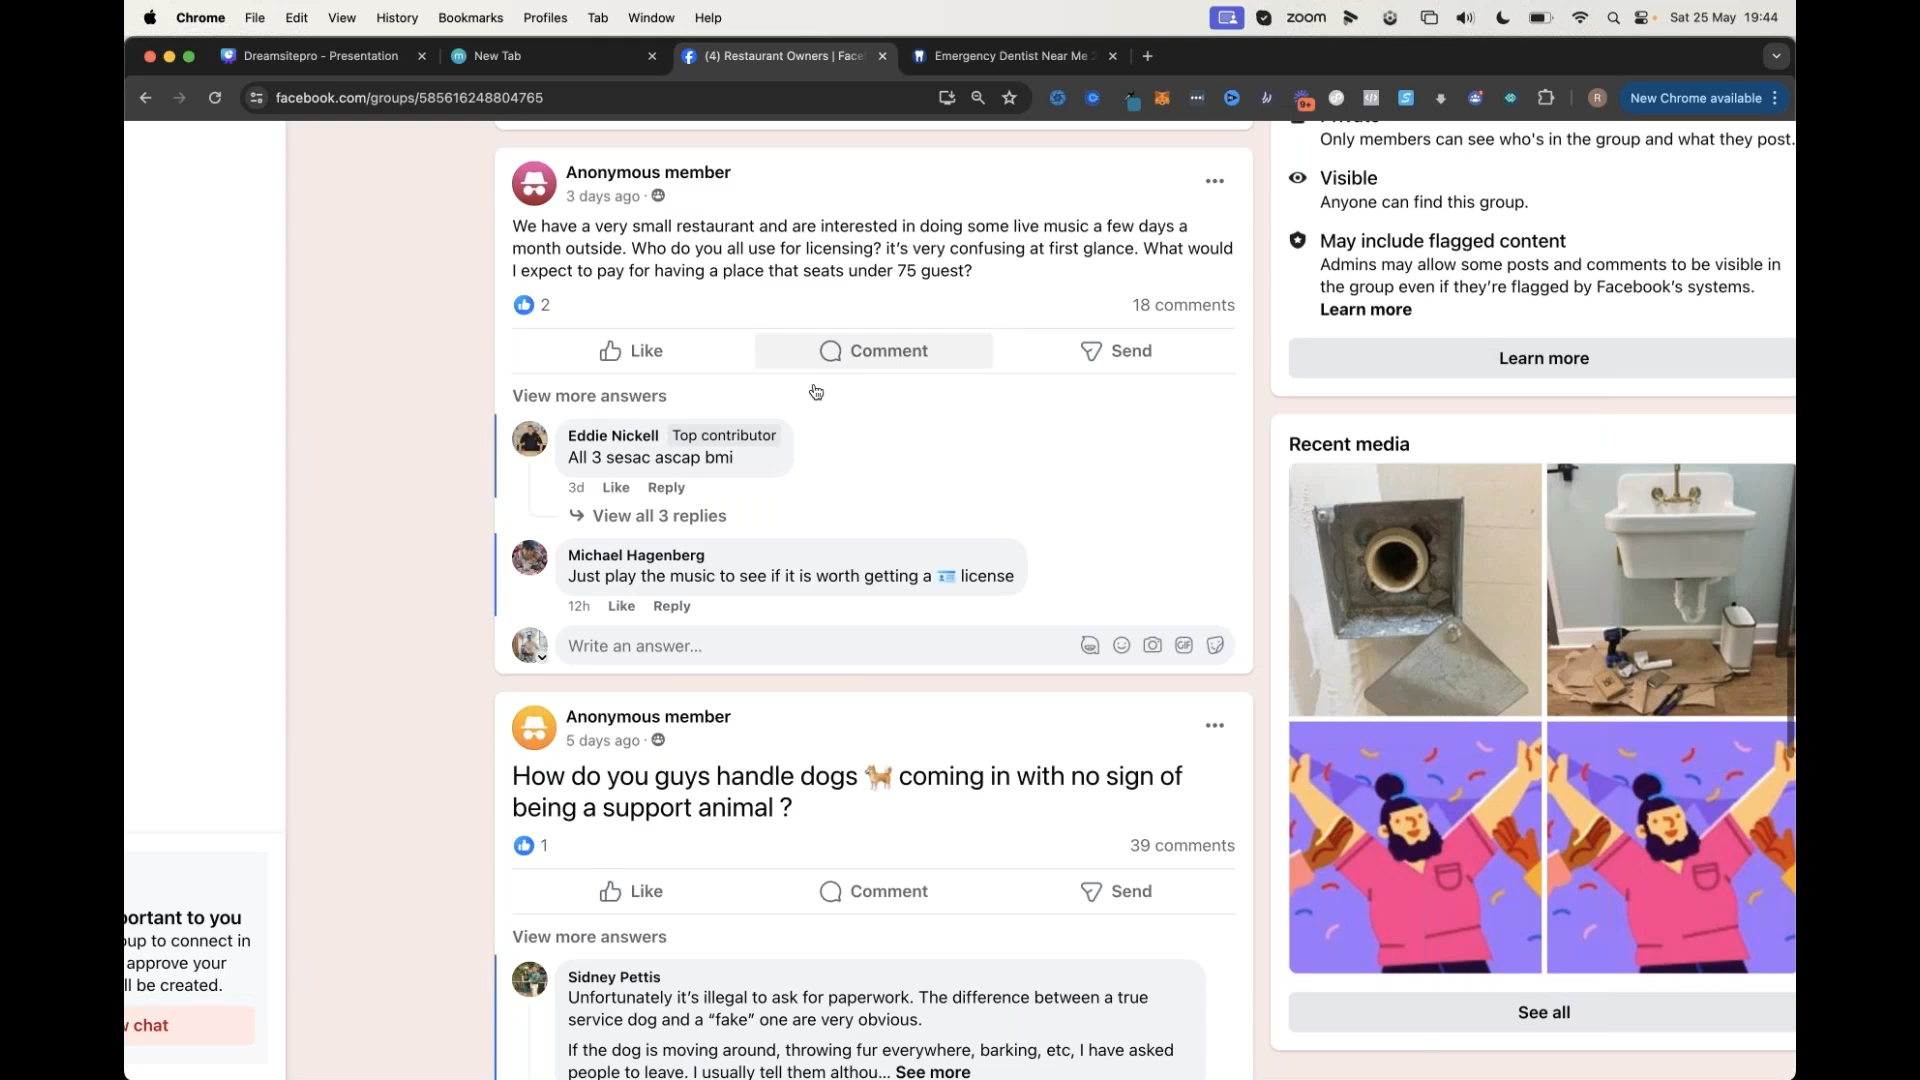 Chrome File Edit View History Bookmarks Profiles Tab Window Help zoom Sat 25 May 19:44
Dreamsitepro - Presentation New Tab (4) Restaurant Owners | Face Emergency Dentist Near Me
facebook.com/groups/585616248804765 9+ R New Chrome available
Only members can see who's in the group and what they post.
Visible
Anyone can find this group.
May include flagged content
Admins may allow some posts and comments to be visible in
the group even if they're flagged by Facebook's systems.
Learn more
Learn more
Anonymous member
3 days ago ·
We have a very small restaurant and are interested in doing some live music a few days a
month outside. Who do you all use for licensing? it's very confusing at first glance. What would
I expect to pay for having a place that seats under 75 guest?
2 18 comments
Like Comment Send
View more answers
Eddie Nickell Top contributor
All 3 sesac ascap bmi
3d Like Reply
View all 3 replies
Michael Hagenberg
Just play the music to see if it is worth getting a 🪪 license
12h Like Reply
Write an answer... GIF
Anonymous member
5 days ago ·
How do you guys handle dogs 🐕 coming in with no sign of
being a support animal ?
1 39 comments
Like Comment Send
View more answers
Sidney Pettis
Unfortunately it's illegal to ask for paperwork. The difference between a true
service dog and a “fake” one are very obvious.
If the dog is moving around, throwing fur everywhere, barking, etc, I have asked
people to leave. I usually tell them althou... See more
Recent media
See all
portant to you
oup to connect in
approve your
ll be created.
w chat